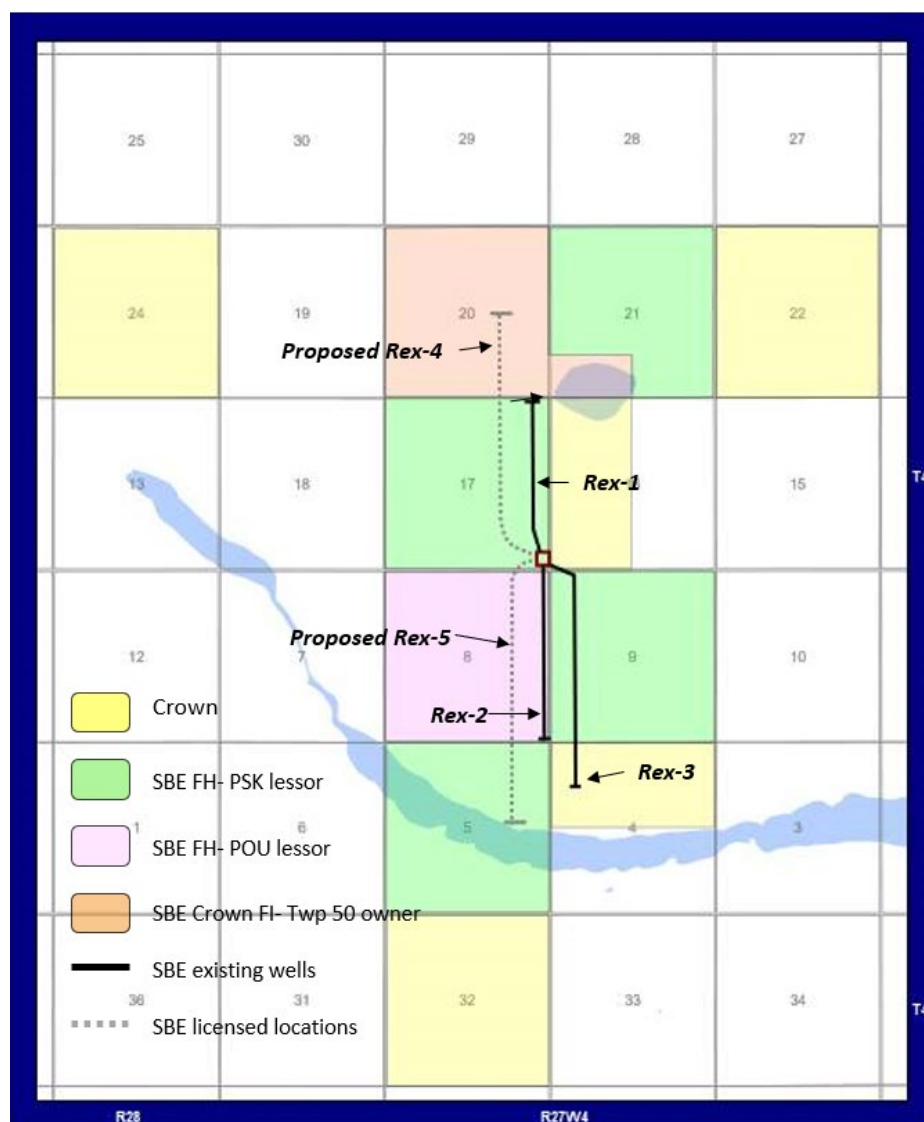 25 30 29 28 27
24 19 20 21 22
Proposed Rex-4
13 18 17 15
Rex-1
12 7 8 9 10
Proposed Rex-5
Rex-2
Rex-3
1 6 5 4 3
36 31 32 33 34
Crown
SBE FH- PSK lessor
SBE FH- POU lessor
SBE Crown FI- Twp 50 owner
SBE existing wells
SBE licensed locations
R28 R27W4